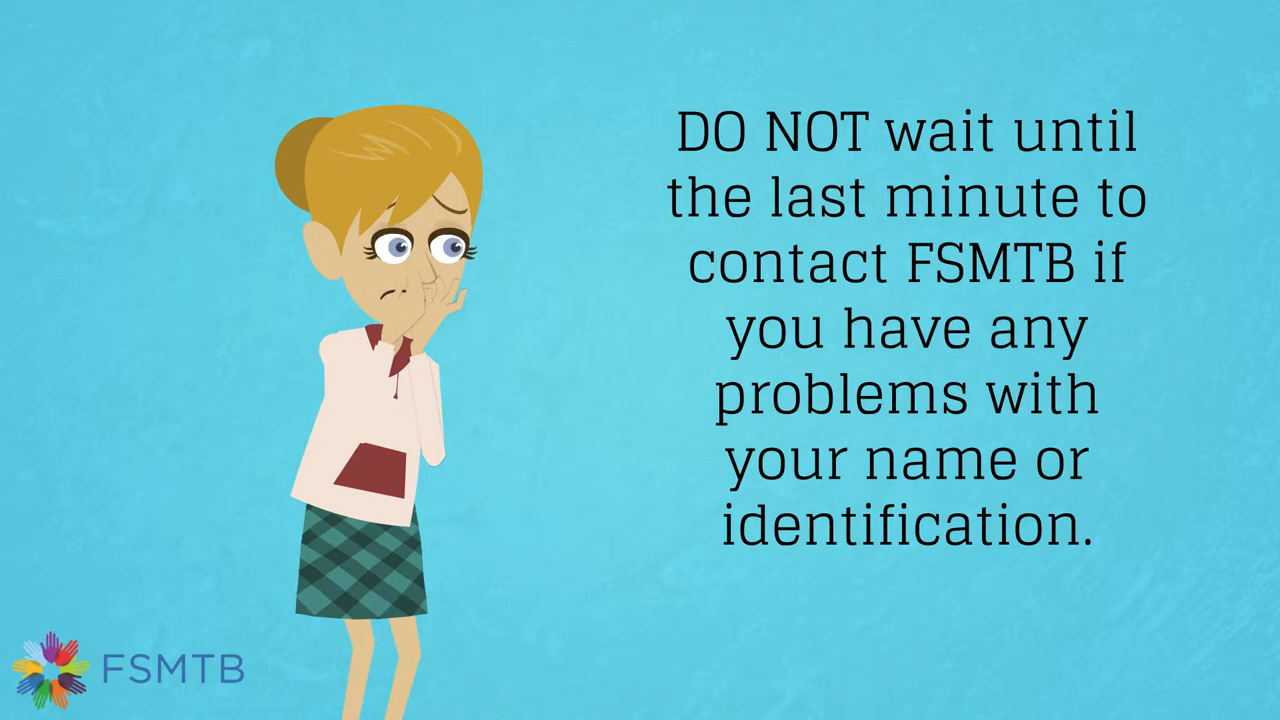 DO NOT wait until
the last minute to
contact FSMTB if
you have any
problems with
your name or
identification.
FSMTB